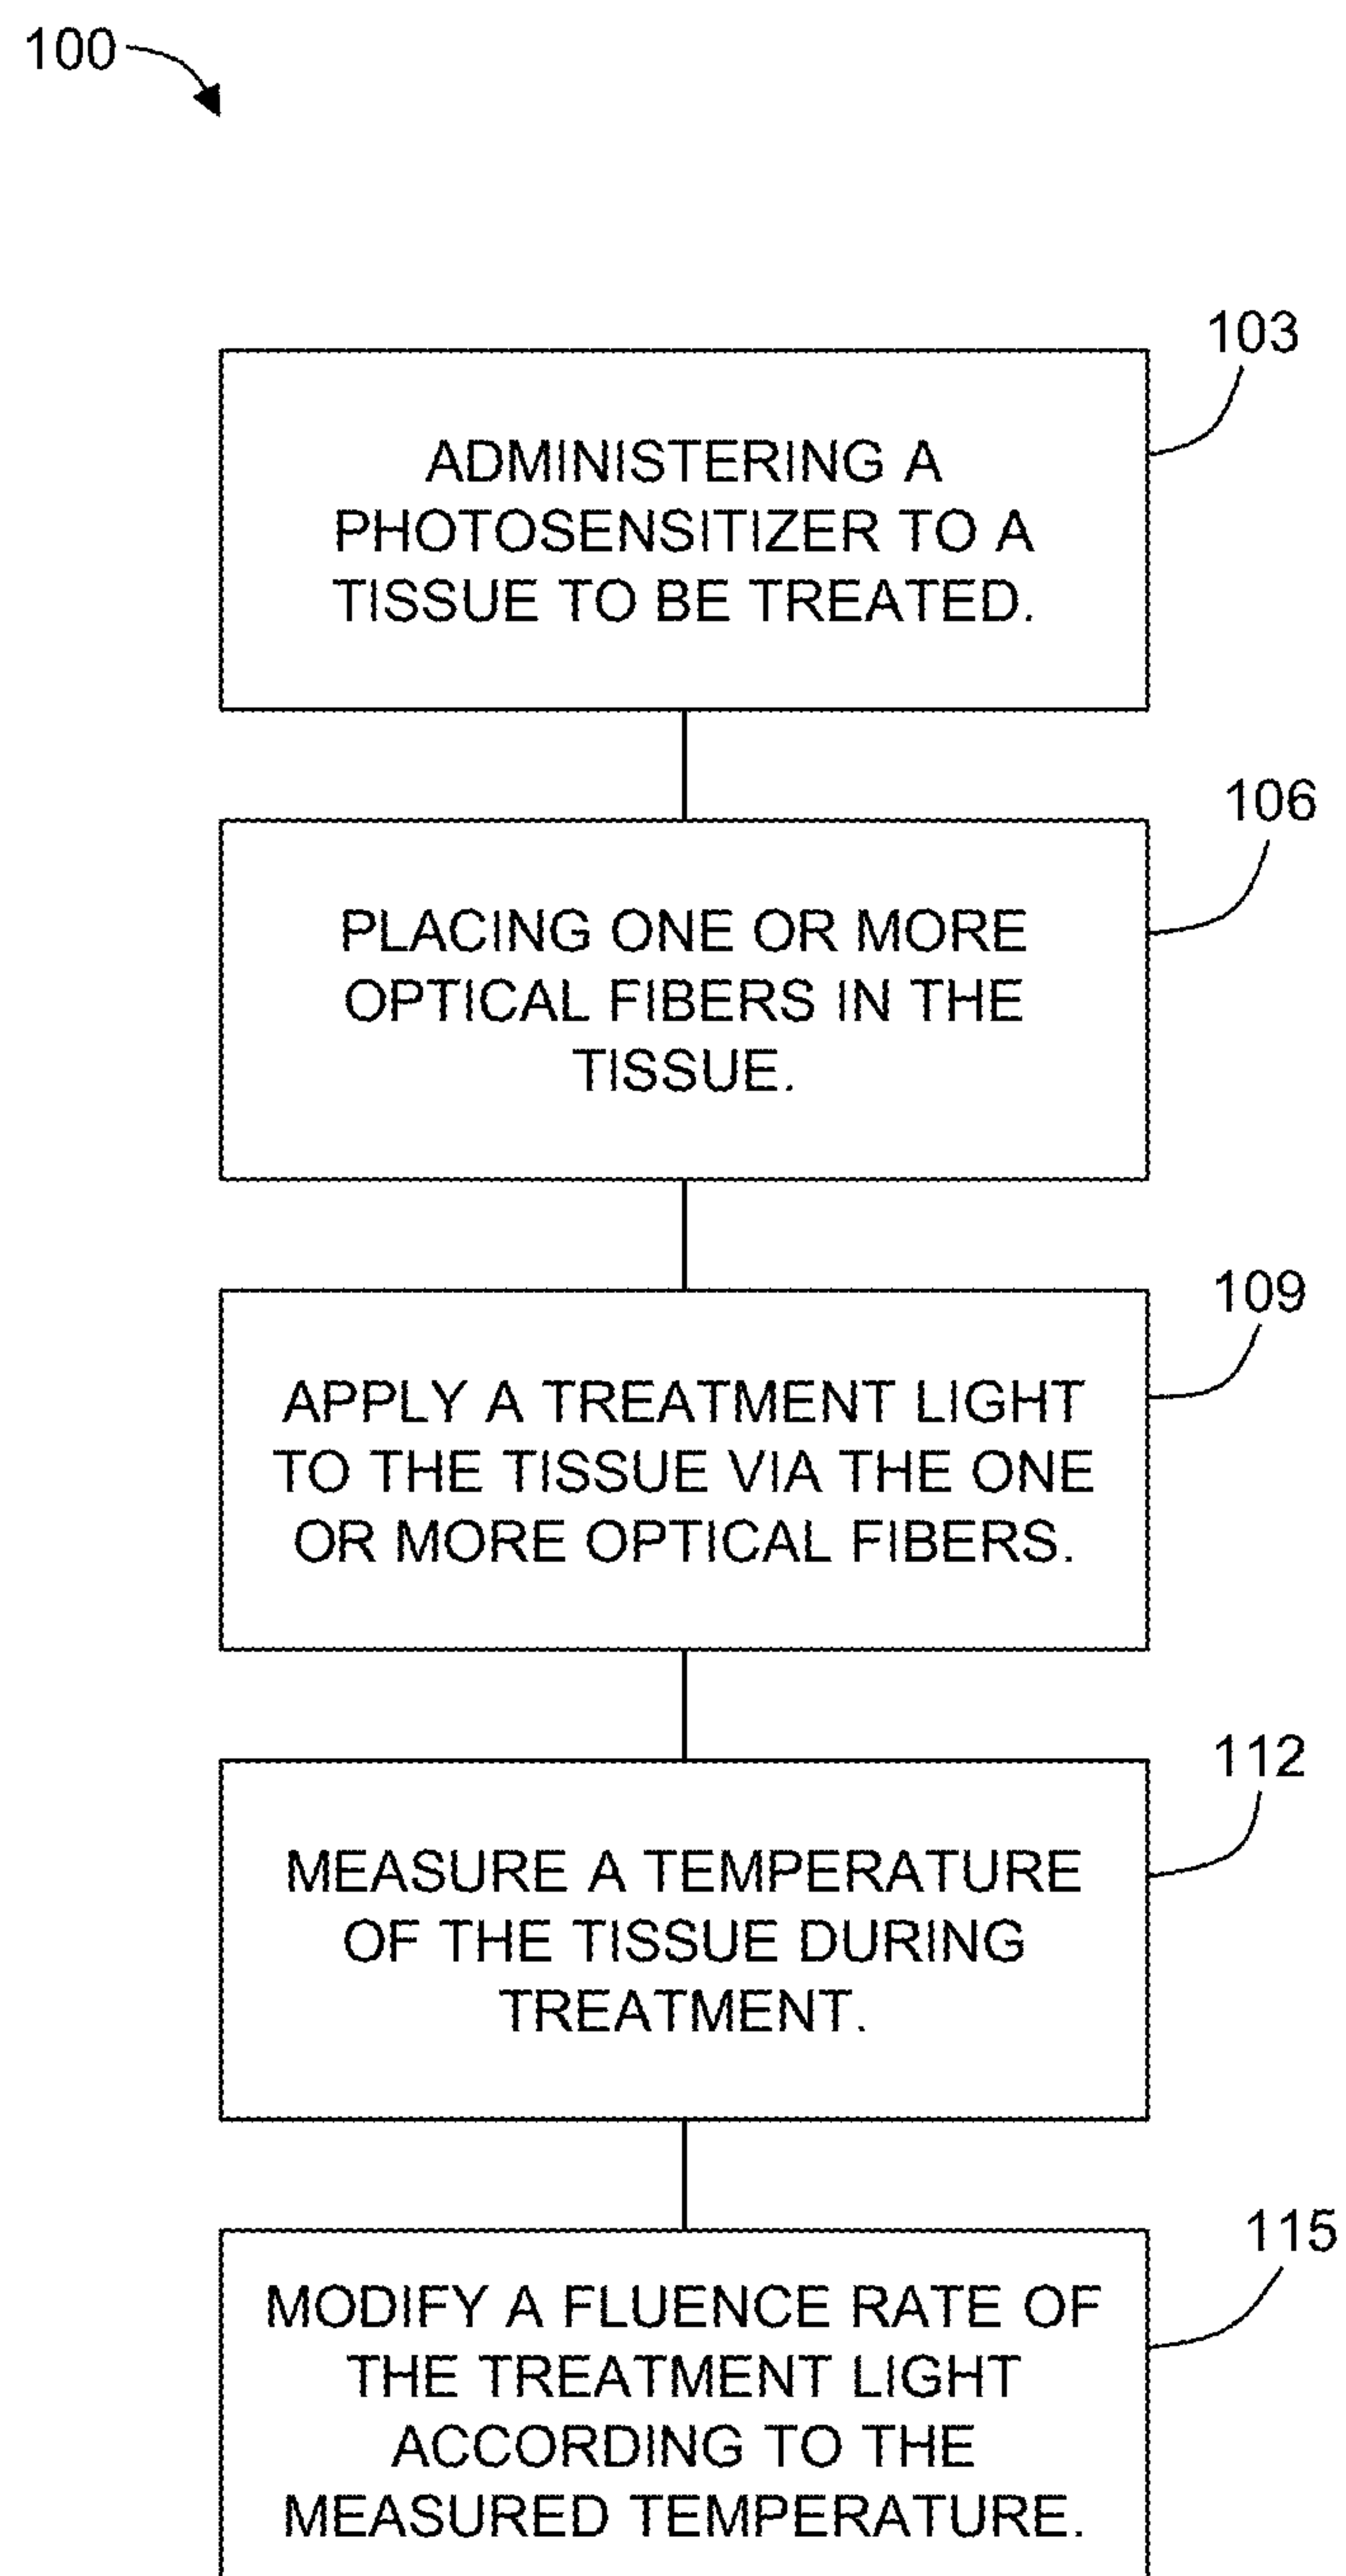 100
103
ADMINISTERING A
PHOTOSENSITIZER TO A
TISSUE TO BE TREATED.
106
PLACING ONE OR MORE
OPTICAL FIBERS IN THE
TISSUE.
109
APPLY A TREATMENT LIGHT
TO THE TISSUE VIA THE ONE
OR MORE OPTICAL FIBERS.
112
MEASURE A TEMPERATURE
OF THE TISSUE DURING
TREATMENT.
115
MODIFY A FLUENCE RATE OF
THE TREATMENT LIGHT
ACCORDING TO THE
MEASURED TEMPERATURE.